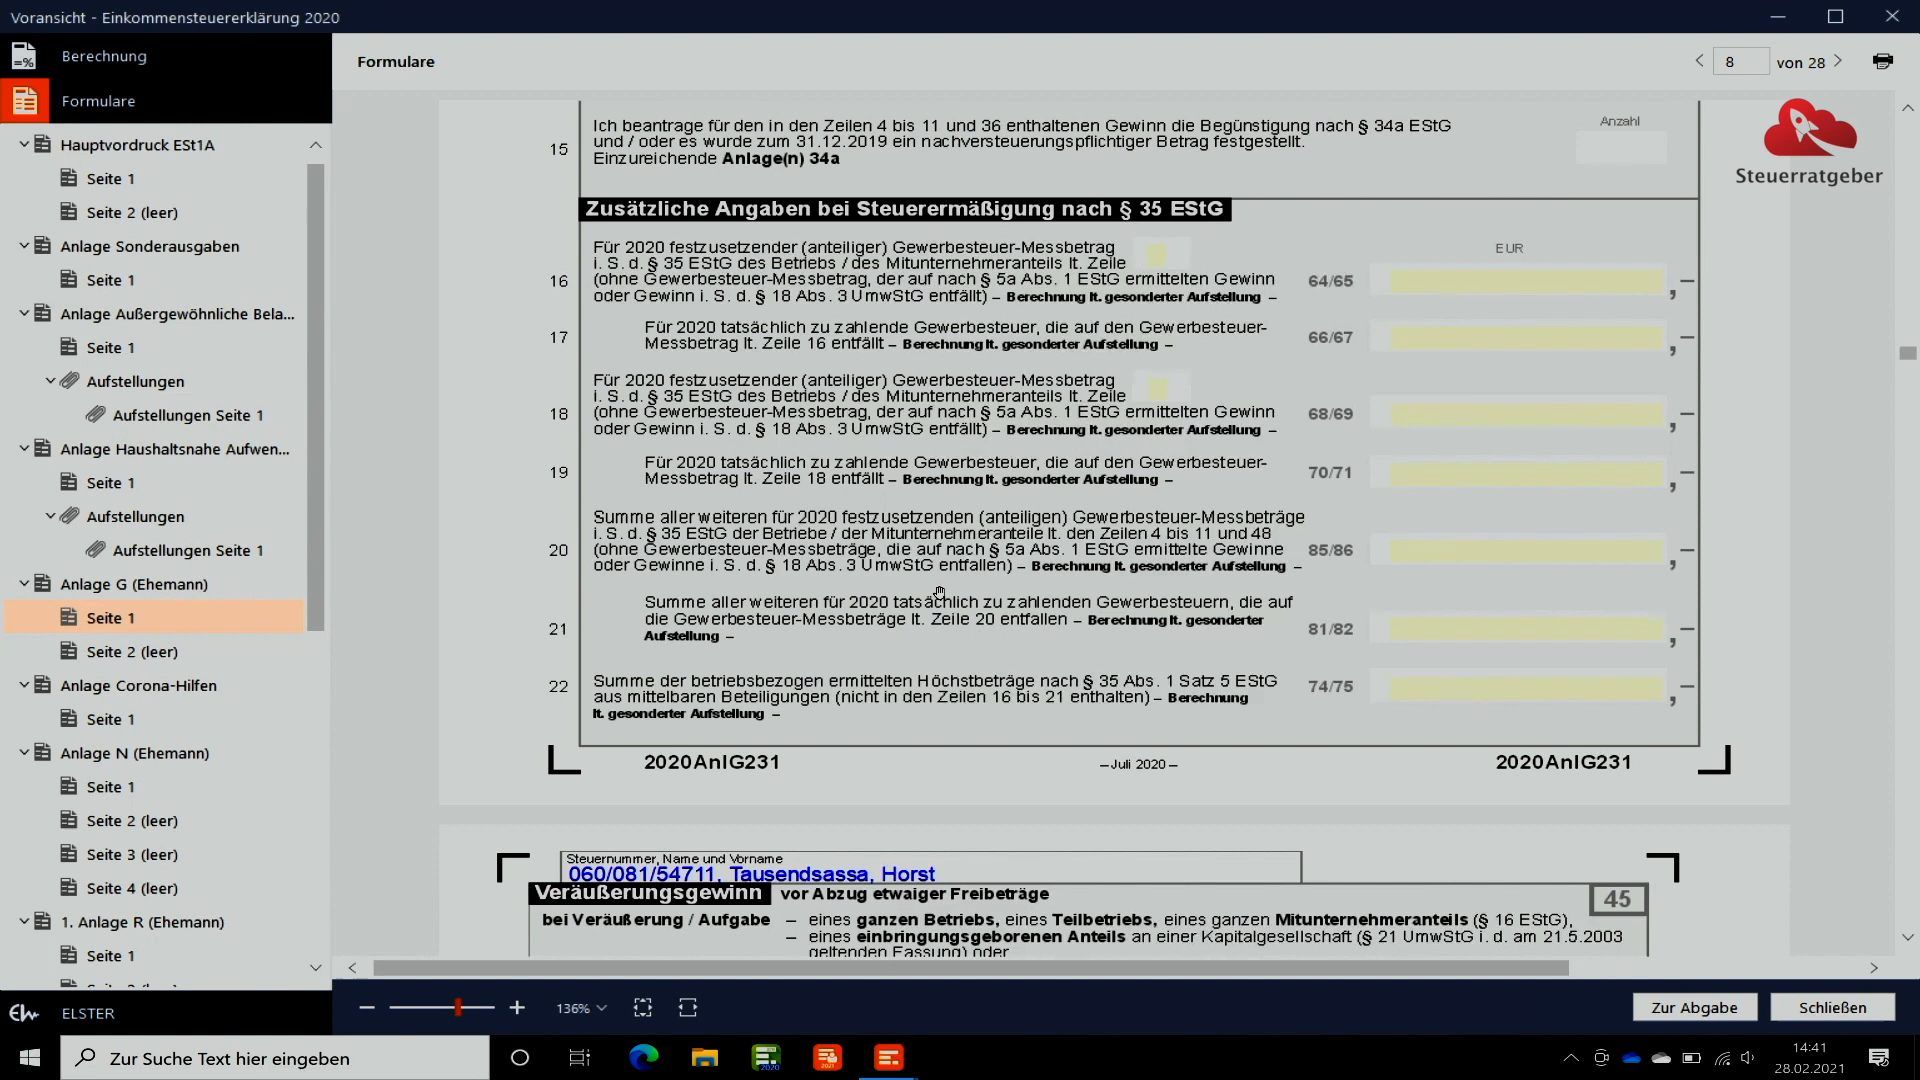 Voransicht - Einkommensteuererklärung 2020
Berechnung
Formulare
Hauptvordruck ESt1A
Seite 1
Seite 2 (leer)
Anlage Sonderausgaben
Seite 1
Anlage Außergewöhnliche Bela...
Seite 1
Aufstellungen
Aufstellungen Seite 1
Anlage Haushaltsnahe Aufwen...
Seite 1
Aufstellungen
Aufstellungen Seite 1
Anlage G (Ehemann)
Seite 1
Seite 2 (leer)
Anlage Corona-Hilfen
Seite 1
Anlage N (Ehemann)
Seite 1
Seite 2 (leer)
Seite 3 (leer)
Seite 4 (leer)
1. Anlage R (Ehemann)
Seite 1
ELSTER
Formulare
8 von 28
Steuerratgeber
Anzahl
15 Ich beantrage für den in den Zeilen 4 bis 11 und 36 enthaltenen Gewinn die Begünstigung nach § 34a EStG
und / oder es wurde zum 31.12.2019 ein nachversteuerungspflichtiger Betrag festgestellt.
Einzureichende Anlage(n) 34a
Zusätzliche Angaben bei Steuerermäßigung nach § 35 EStG
EUR
Für 2020 festzusetzender (anteiliger) Gewerbesteuer-Messbetrag
i. S. d. § 35 EStG des Betriebs / des Mitunternehmeranteils lt. Zeile
16 (ohne Gewerbesteuer-Messbetrag, der auf nach § 5a Abs. 1 EStG ermittelten Gewinn 64/65 ,–
oder Gewinn i. S. d. § 18 Abs. 3 UmwStG entfällt) – Berechnung lt. gesonderter Aufstellung –
17 Für 2020 tatsächlich zu zahlende Gewerbesteuer, die auf den Gewerbesteuer- 66/67 ,–
Messbetrag lt. Zeile 16 entfällt – Berechnung lt. gesonderter Aufstellung –
Für 2020 festzusetzender (anteiliger) Gewerbesteuer-Messbetrag
i. S. d. § 35 EStG des Betriebs / des Mitunternehmeranteils lt. Zeile
18 (ohne Gewerbesteuer-Messbetrag, der auf nach § 5a Abs. 1 EStG ermittelten Gewinn 68/69 ,–
oder Gewinn i. S. d. § 18 Abs. 3 UmwStG entfällt) – Berechnung lt. gesonderter Aufstellung –
19 Für 2020 tatsächlich zu zahlende Gewerbesteuer, die auf den Gewerbesteuer- 70/71 ,–
Messbetrag lt. Zeile 18 entfällt – Berechnung lt. gesonderter Aufstellung –
Summe aller weiteren für 2020 festzusetzenden (anteiligen) Gewerbesteuer-Messbeträge
i. S. d. § 35 EStG der Betriebe / der Mitunternehmeranteile lt. den Zeilen 4 bis 11 und 48
20 (ohne Gewerbesteuer-Messbeträge, die auf nach § 5a Abs. 1 EStG ermittelte Gewinne 85/86 ,–
oder Gewinne i. S. d. § 18 Abs. 3 UmwStG entfallen) – Berechnung lt. gesonderter Aufstellung –
Summe aller weiteren für 2020 tatsächlich zu zahlenden Gewerbesteuern, die auf
21 die Gewerbesteuer-Messbeträge lt. Zeile 20 entfallen – Berechnung lt. gesonderter 81/82 ,–
Aufstellung –
22 Summe der betriebsbezogen ermittelten Höchstbeträge nach § 35 Abs. 1 Satz 5 EStG 74/75 ,–
aus mittelbaren Beteiligungen (nicht in den Zeilen 16 bis 21 enthalten) – Berechnung
lt. gesonderter Aufstellung –
2020AnlG231 –Juli 2020– 2020AnlG231
Steuernummer, Name und Vorname
060/081/54711, Tausendsassa, Horst
Veräußerungsgewinn vor Abzug etwaiger Freibeträge 45
bei Veräußerung / Aufgabe – eines ganzen Betriebs, eines Teilbetriebs, eines ganzen Mitunternehmeranteils (§ 16 EStG),
– eines einbringungsgeborenen Anteils an einer Kapitalgesellschaft (§ 21 UmwStG i. d. am 21.5.2003
geltenden Fassung) oder
136%
Zur Abgabe
Schließen
Zur Suche Text hier eingeben
14:41
28.02.2021